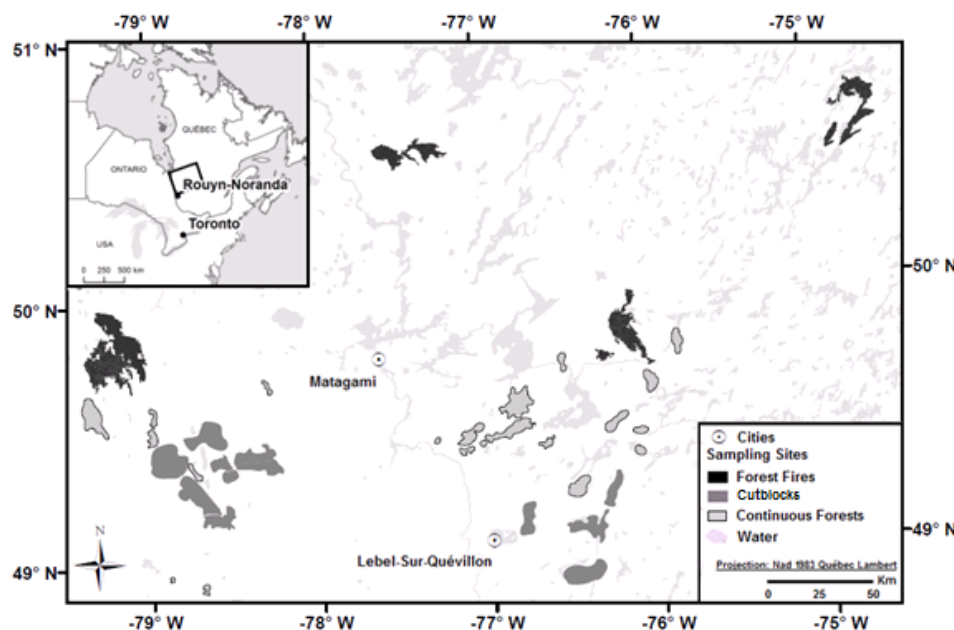 -79° W
-78° W
-77° W
-76° W
-75° W
51° N
QUÉBEC
ONTARIO
Rouyn-Noranda
Toronto
USA
0 250 500 km
50° N
50° N
Matagami
Cities
Sampling Sites
Forest Fires
Cutblocks
Continuous Forests
Water
Projection: Nad 1983 Québec Lambert
Km
0 25 50
N
Lebel-Sur-Quévillon
49° N
49° N
-79° W
-78° W
-77° W
-76° W
-75° W